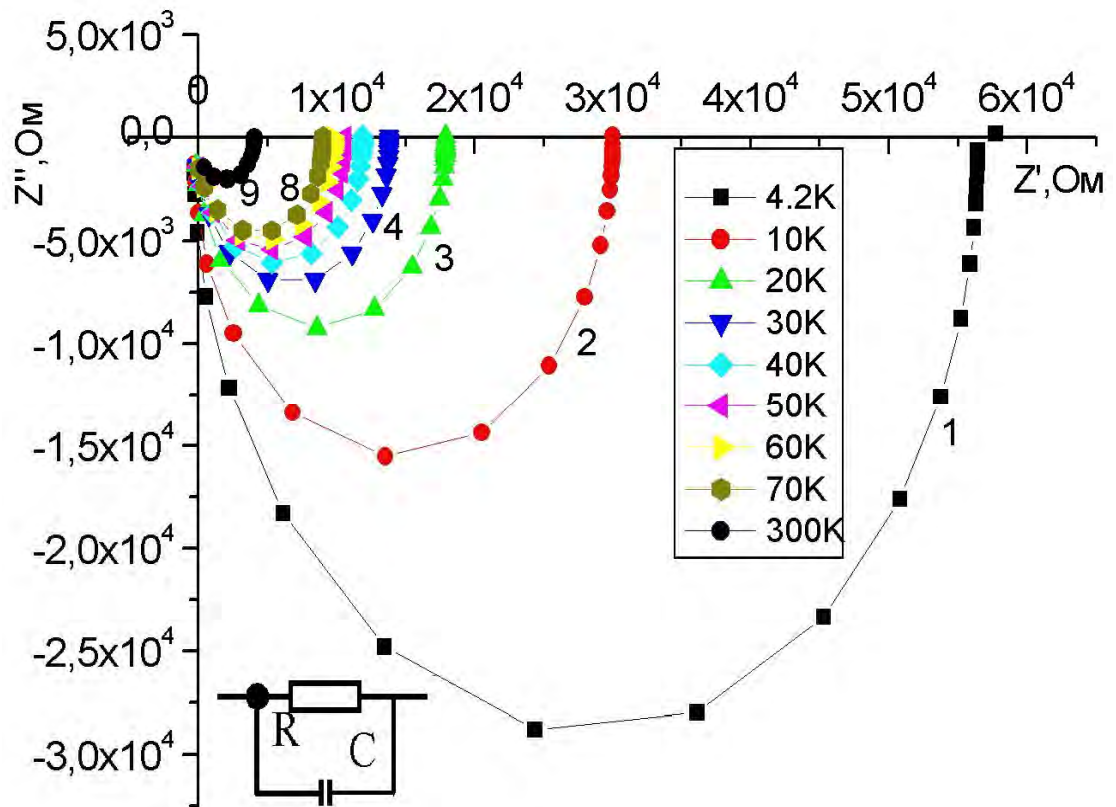 5,0x10³
0
1x10⁴
2x10⁴
3x10⁴
4x10⁴
5x10⁴
6x10⁴
Z'',Ом
0,0
Z',Ом
-5,0x10³
-1,0x10⁴
-1,5x10⁴
-2,0x10⁴
-2,5x10⁴
-3,0x10⁴
9
8
4
3
2
1
4.2K
10K
20K
30K
40K
50K
60K
70K
300K
R
C